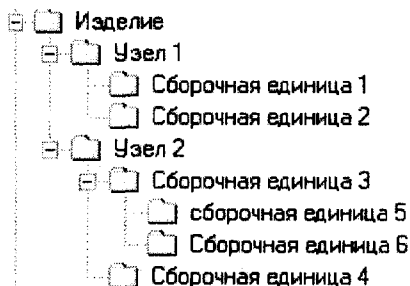 Изделие
Узел 1
Сборочная единица 1
Сборочная единица 2
Узел 2
Сборочная единица 3
сборочная единица 5
Сборочная единица 6
Сборочная единица 4